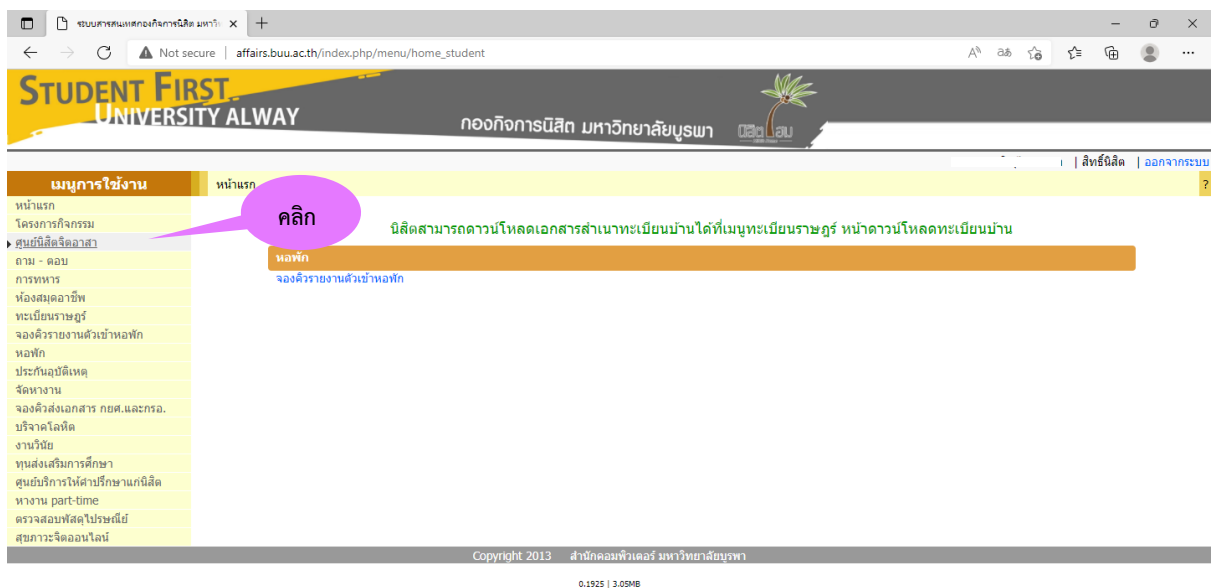 ระบบสารสนเทศกองกิจการนิสิต มหาวิ
Not secure | affairs.buu.ac.th/index.php/menu/home_student
STUDENT FIRST
UNIVERSITY ALWAY
กองกิจการนิสิต มหาวิทยาลัยบูรพา
| สิทธิ์นิสิต | ออกจากระบบ
เมนูการใช้งาน
หน้าแรก
?
หน้าแรก
โครงการกิจกรรม
ศูนย์นิสิตจิตอาสา
ถาม - ตอบ
การทหาร
ห้องสมุดอาชีพ
ทะเบียนราษฎร์
จองคิวรายงานตัวเข้าหอพัก
หอพัก
ประกันอุบัติเหตุ
จัดหางาน
จองคิวส่งเอกสาร กยศ.และกรอ.
บริจาคโลหิต
งานวินัย
ทุนส่งเสริมการศึกษา
ศูนย์บริการให้คำปรึกษาแก่นิสิต
หางาน part-time
ตรวจสอบพัสดุไปรษณีย์
สุขภาวะจิตออนไลน์
คลิก
นิสิตสามารถดาวน์โหลดเอกสารสำเนาทะเบียนบ้านได้ที่เมนูทะเบียนราษฎร์ หน้าดาวน์โหลดทะเบียนบ้าน
หอพัก
จองคิวรายงานตัวเข้าหอพัก
Copyright 2013 สำนักคอมพิวเตอร์ มหาวิทยาลัยบูรพา
0.1925 | 3.05MB